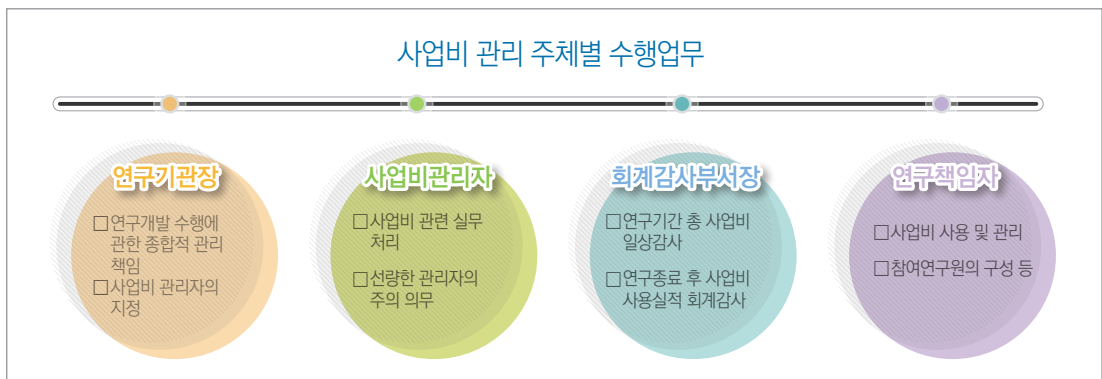 사업비 관리 주체별 수행업무
연구기관장
□연구개발 수행에
관한 종합적 관리
책임
□사업비 관리자의
지정
사업비관리자
□사업비 관련 실무
처리
□선량한 관리자의
주의 의무
회계감사부서장
□연구기간 총 사업비
일상감사
□연구종료 후 사업비
사용실적 회계감사
연구책임자
□사업비 사용 및 관리
□참여연구원의 구성 등